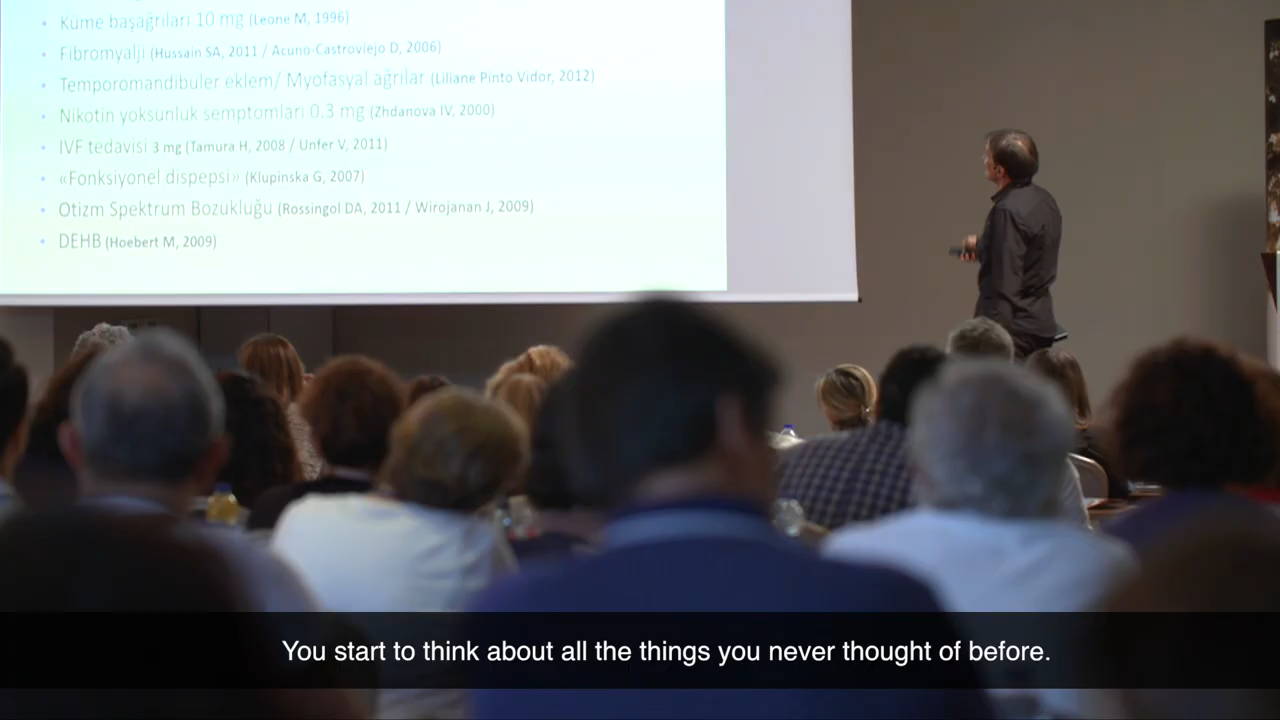 • Küme başağrıları 10 mg (Leone M, 1996)
• Fibromyalji (Hussain SA, 2011 / Acuno-Castroviejo D, 2006)
• Temporomandibuler eklem/ Myofasyal ağrılar (Liliane Pinto Vidor, 2012)
• Nikotin yoksunluk semptomları 0.3 mg (Zhdanova IV, 2000)
• IVF tedavisi 3 mg (Tamura H, 2008 / Unfer V, 2011)
• «Fonksiyonel dispepsi» (Klupinska G, 2007)
• Otizm Spektrum Bozukluğu (Rossingol DA, 2011 / Wirojanan J, 2009)
• DEHB (Hoebert M, 2009)
You start to think about all the things you never thought of before.